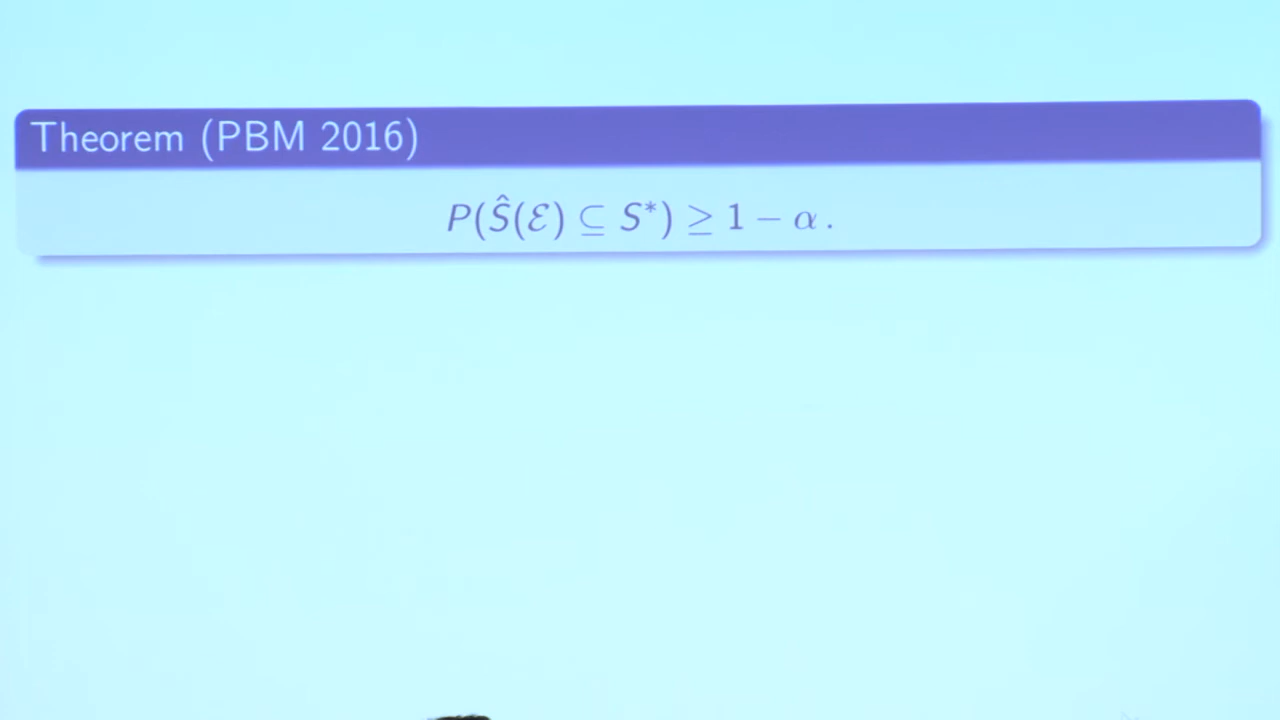 Theorem (PBM 2016)
P(Ŝ(ℰ) ⊆ S*) ≥ 1 − α .